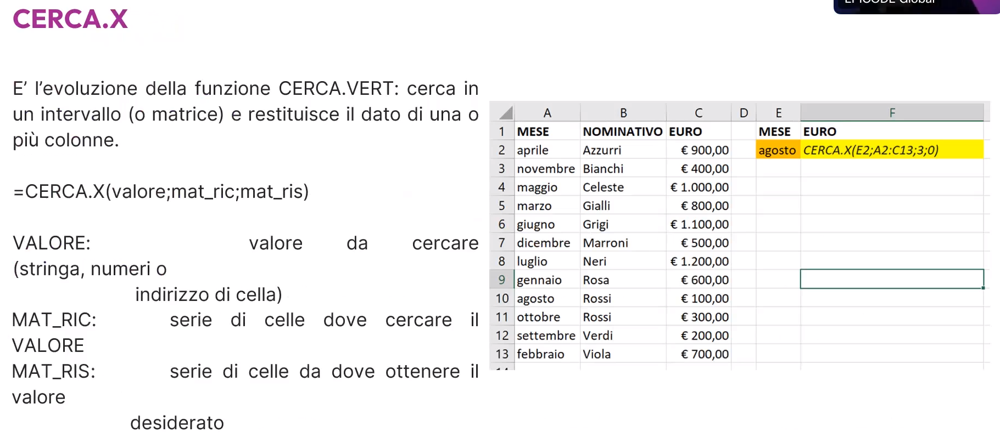 CERCA.X
E' l'evoluzione della funzione CERCA.VERT: cerca in
un intervallo (o matrice) e restituisce il dato di una o
più colonne.
=CERCA.X(valore;mat_ric;mat_ris)
VALORE: valore da cercare
(stringa, numeri o
indirizzo di cella)
MAT_RIC: serie di celle dove cercare il
VALORE
MAT_RIS: serie di celle da dove ottenere il
valore
desiderato
A B C D E F
1 MESE NOMINATIVO EURO MESE EURO
2 aprile Azzurri € 900,00 agosto CERCA.X(E2;A2:C13;3;0)
3 novembre Bianchi € 400,00
4 maggio Celeste € 1.000,00
5 marzo Gialli € 800,00
6 giugno Grigi € 1.100,00
7 dicembre Marroni € 500,00
8 luglio Neri € 1.200,00
9 gennaio Rosa € 600,00
10 agosto Rossi € 100,00
11 ottobre Rossi € 300,00
12 settembre Verdi € 200,00
13 febbraio Viola € 700,00